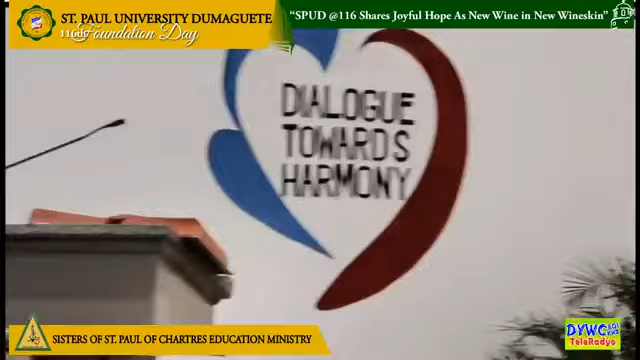 ST. PAUL UNIVERSITY DUMAGUETE
116th Foundation Day
"SPUD @116 Shares Joyful Hope As New Wine in New Wineskin"
DIALOGUE
TOWARDS
HARMONY
SISTERS OF ST. PAUL OF CHARTRES EDUCATION MINISTRY
DYWC
TeleRadyo